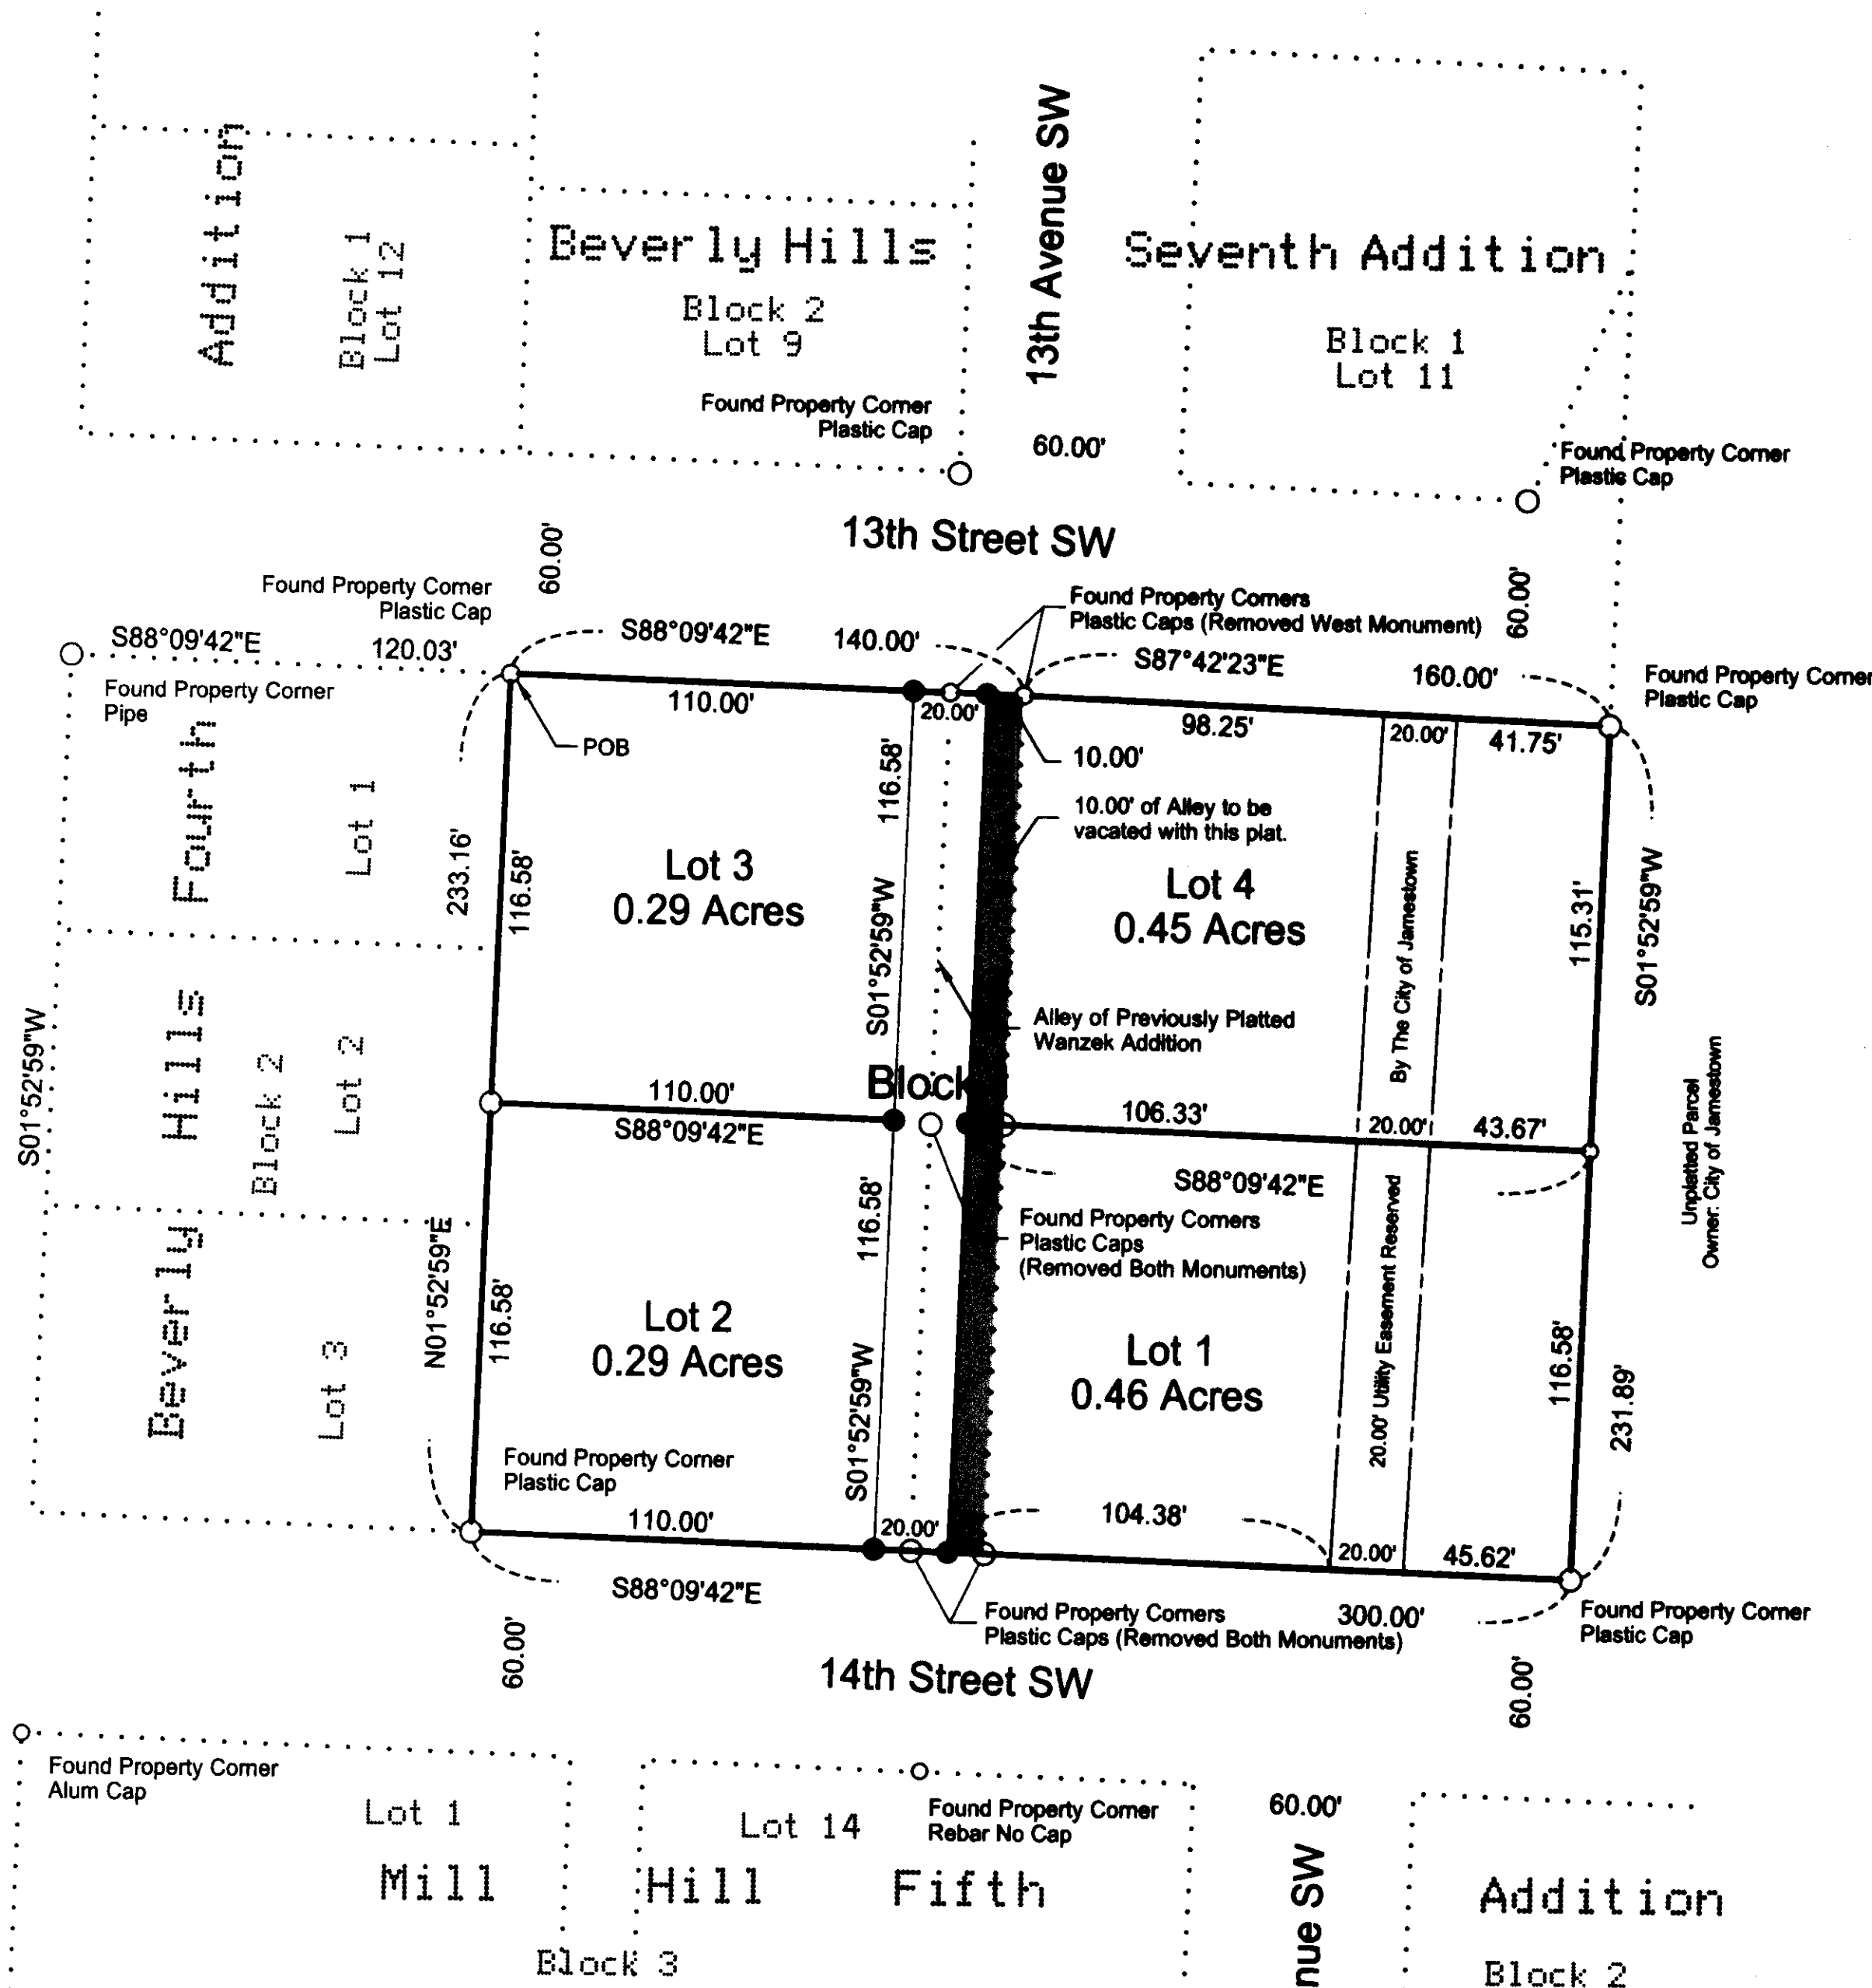 Addition
Block 1
Lot 12
Beverly Hills
Block 2
Lot 9
13th Avenue SW
Seventh Addition
Block 1
Lot 11
Found Property Corner
Plastic Cap
60.00'
Found Property Corner
Plastic Cap
13th Street SW
60.00'
60.00'
Found Property Corner
Plastic Cap
Found Property Corners
Plastic Caps (Removed West Monument)
S88°09'42"E
120.03'
S88°09'42"E
140.00'
S87°42'23"E
160.00'
Found Property Corner
Plastic Cap
Found Property Corner
Pipe
110.00'
20.00'
98.25'
20.00'
41.75'
POB
10.00'
10.00' of Alley to be
vacated with this plat.
Fourth
Lot 1
233.16'
116.58'
116.58'
Lot 3
0.29 Acres
S01°52'59"W
Lot 4
0.45 Acres
By The City of Jamestown
115.31'
S01°52'59"W
Alley of Previously Platted
Wanzek Addition
S01°52'59"W
Hills
Block 2
Lot 2
110.00'
S88°09'42"E
Block
106.33'
20.00'
43.67'
S88°09'42"E
Unplatted Parcel
Owner: City of Jamestown
Found Property Corners
Plastic Caps
(Removed Both Monuments)
Beverly
Lot 3
N01°52'59"E
116.58'
116.58'
Lot 2
0.29 Acres
S01°52'59"W
Lot 1
0.46 Acres
20.00' Utility Easement Reserved
116.58'
231.89'
Found Property Corner
Plastic Cap
110.00'
20.00'
104.38'
20.00'
45.62'
S88°09'42"E
300.00'
Found Property Corners
Plastic Caps (Removed Both Monuments)
Found Property Corner
Plastic Cap
60.00'
14th Street SW
60.00'
Found Property Corner
Alum Cap
Lot 1
Lot 14
Found Property Corner
Rebar No Cap
60.00'
Mill Hill Fifth
nue SW
Addition
Block 3
Block 2